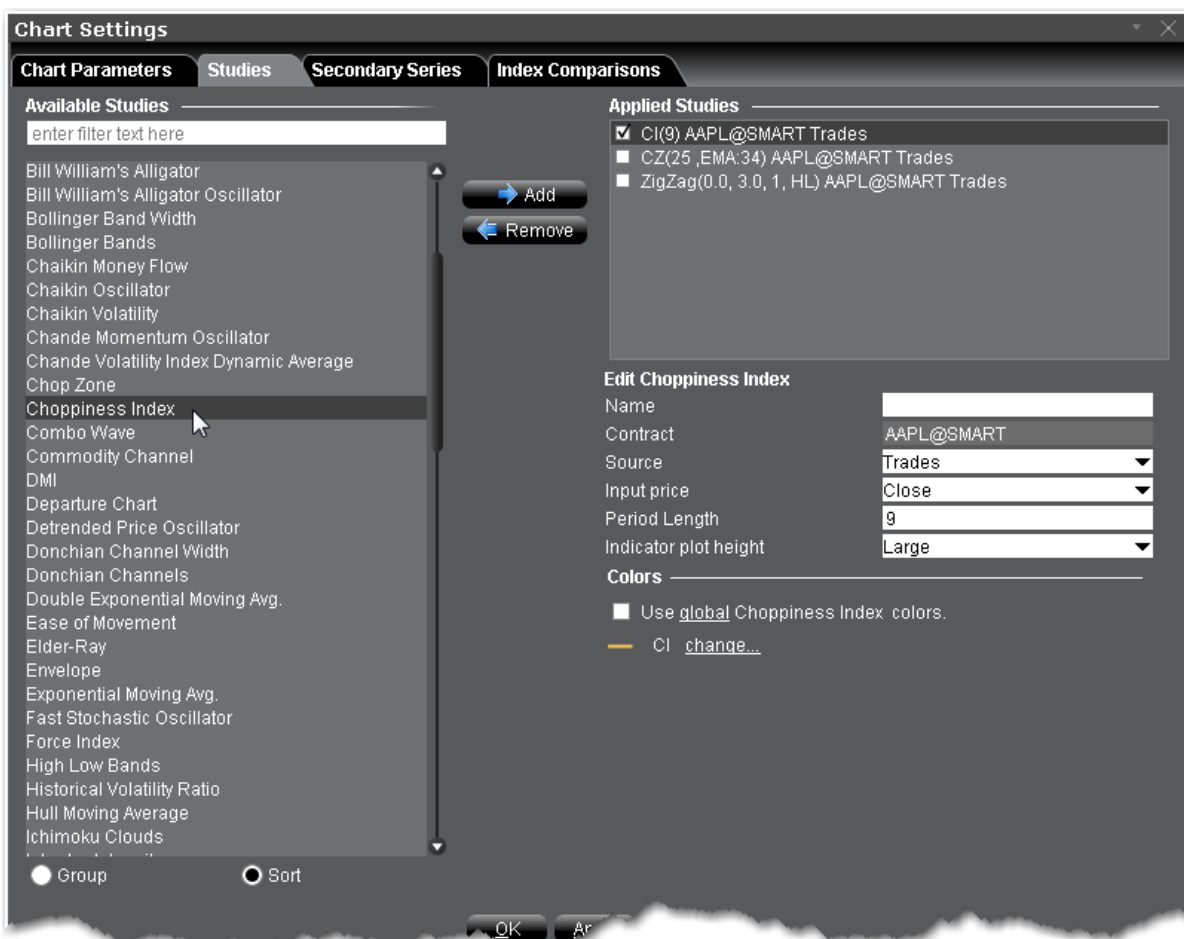 Chart Settings
Chart Parameters
Studies
Secondary Series
Index Comparisons
Available Studies
enter filter text here
Bill William's Alligator
Bill William's Alligator Oscillator
Bollinger Band Width
Bollinger Bands
Chaikin Money Flow
Chaikin Oscillator
Chaikin Volatility
Chande Momentum Oscillator
Chande Volatility Index Dynamic Average
Chop Zone
Choppiness Index
Combo Wave
Commodity Channel
DMI
Departure Chart
Detrended Price Oscillator
Donchian Channel Width
Donchian Channels
Double Exponential Moving Avg.
Ease of Movement
Elder-Ray
Envelope
Exponential Moving Avg.
Fast Stochastic Oscillator
Force Index
High Low Bands
Historical Volatility Ratio
Hull Moving Average
Ichimoku Clouds
Group
Sort
Add
Remove
Applied Studies
CI(9) AAPL@SMART Trades
CZ(25 ,EMA:34) AAPL@SMART Trades
ZigZag(0.0, 3.0, 1, HL) AAPL@SMART Trades
Edit Choppiness Index
Name
Contract AAPL@SMART
Source Trades
Input price Close
Period Length 9
Indicator plot height Large
Colors
Use global Choppiness Index colors.
CI change...
OK